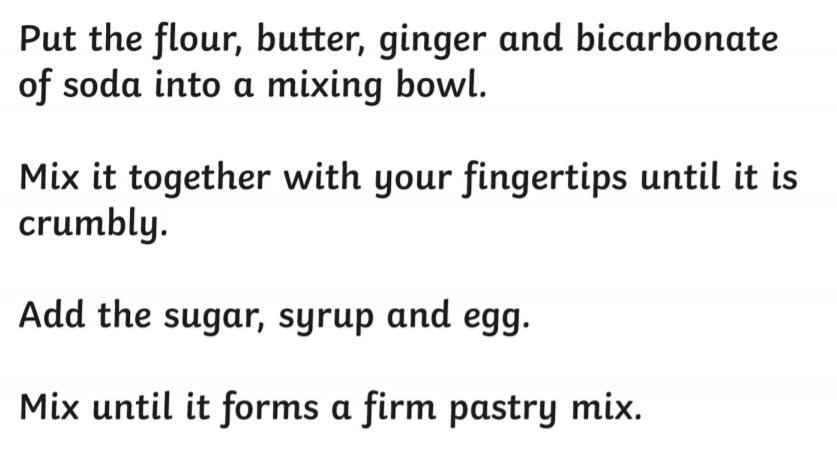 Put the flour, butter, ginger and bicarbonate
of soda into a mixing bowl.
Mix it together with your fingertips until it is
crumbly.
Add the sugar, syrup and egg.
Mix until it forms a firm pastry mix.